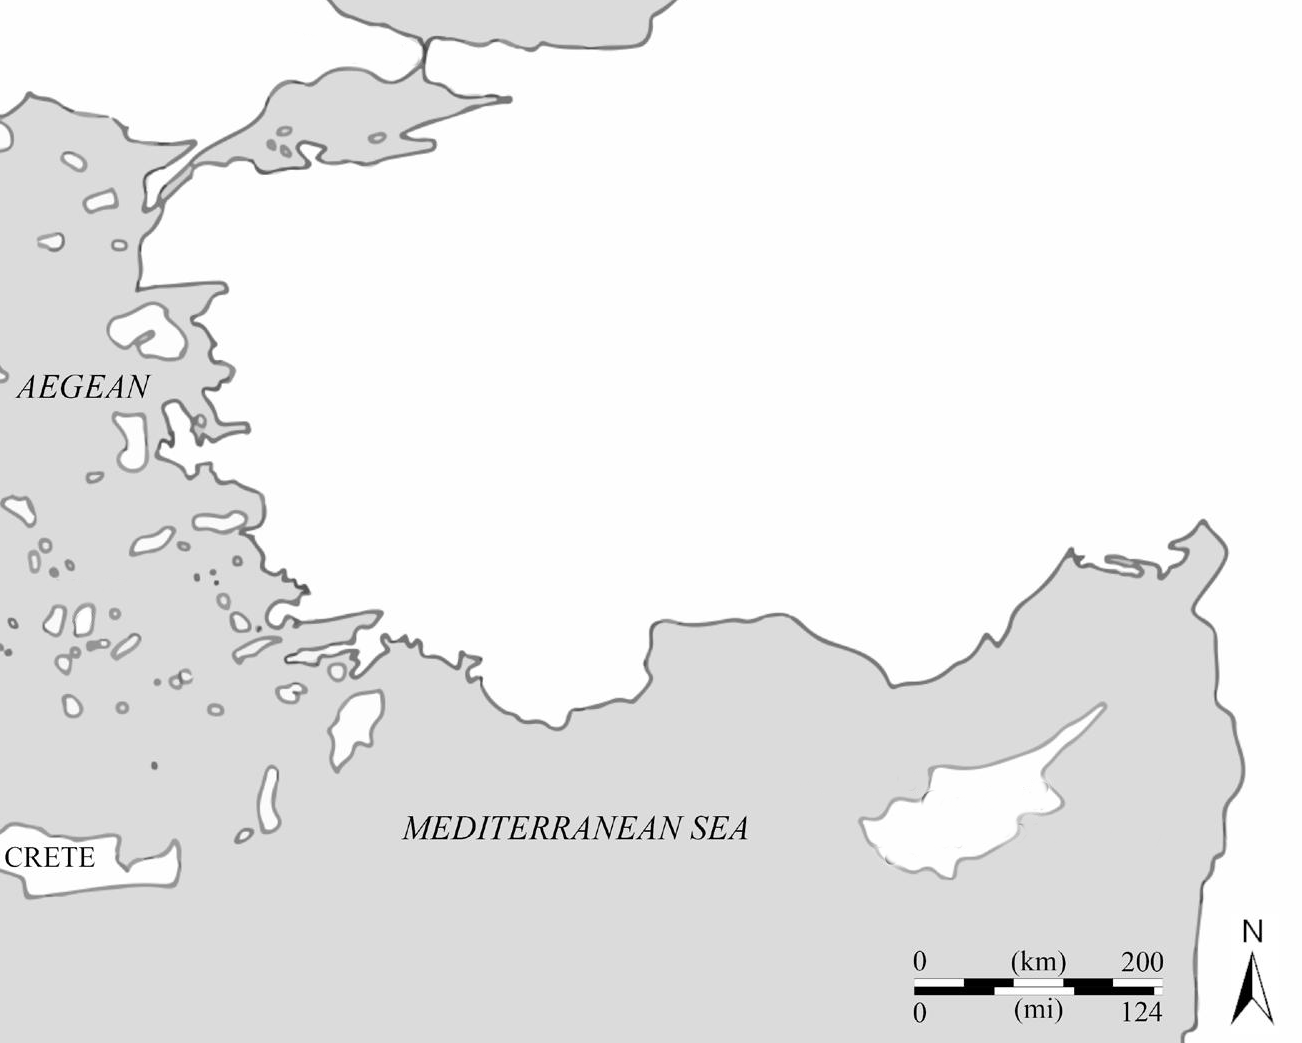 AEGEAN
MEDITERRANEAN SEA
CRETE
N
0 (km) 200
0 (mi) 124